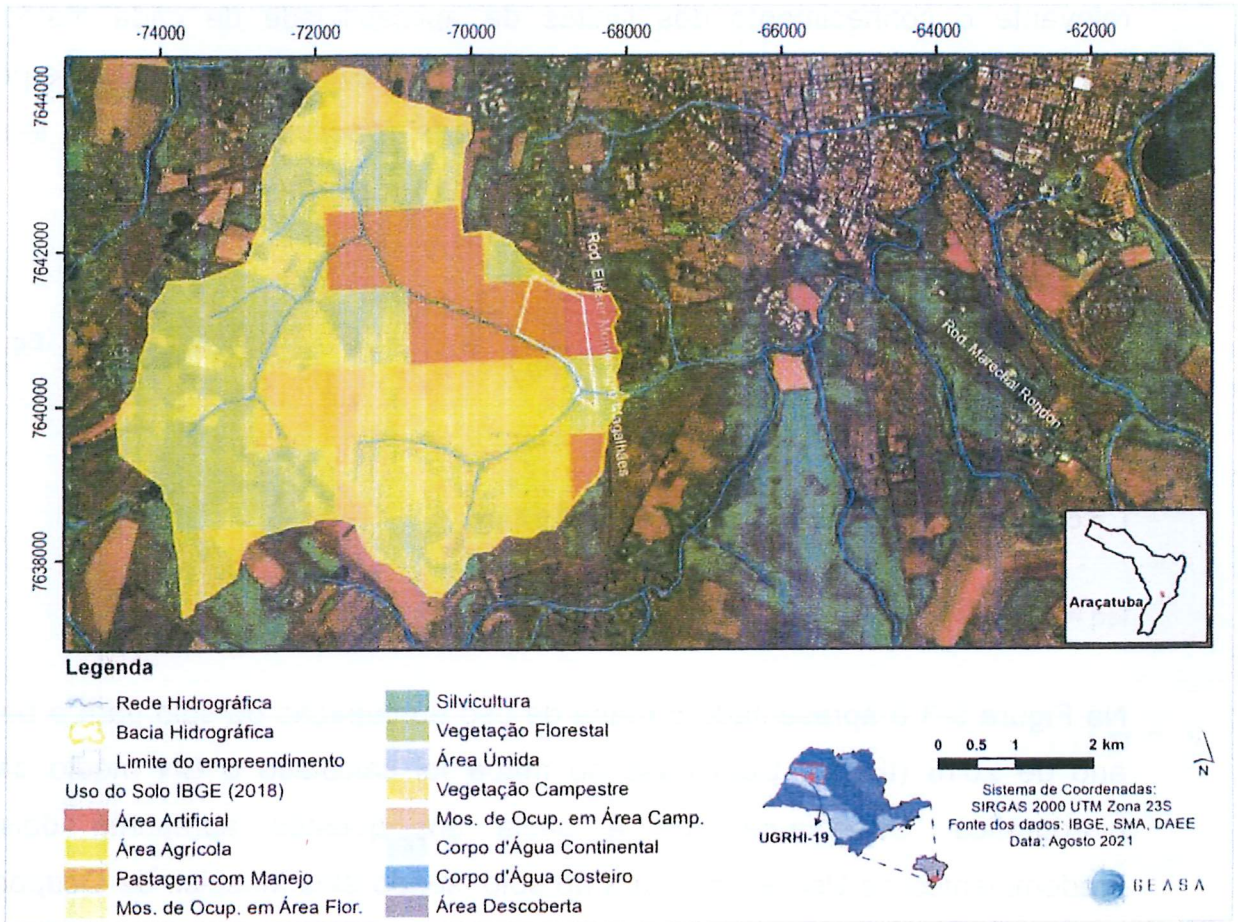 -74000 -72000 -70000 -68000 -66000 -64000 -62000
7644000
7642000
7640000
7638000
Rod. Marechal Rondon
Araçatuba
Legenda
Rede Hidrográfica
Bacia Hidrográfica
Limite do empreendimento
Uso do Solo IBGE (2018)
Área Artificial
Área Agrícola
Pastagem com Manejo
Mos. de Ocup. em Área Flor.
Silvicultura
Vegetação Florestal
Área Úmida
Vegetação Campestre
Mos. de Ocup. em Área Camp.
Corpo d'Água Continental
Corpo d'Água Costeiro
Área Descoberta
UGRHI-19
0 0.5 1 2 km
N
Sistema de Coordenadas:
SIRGAS 2000 UTM Zona 23S
Fonte dos dados: IBGE, SMA, DAEE
Data: Agosto 2021
GEASA